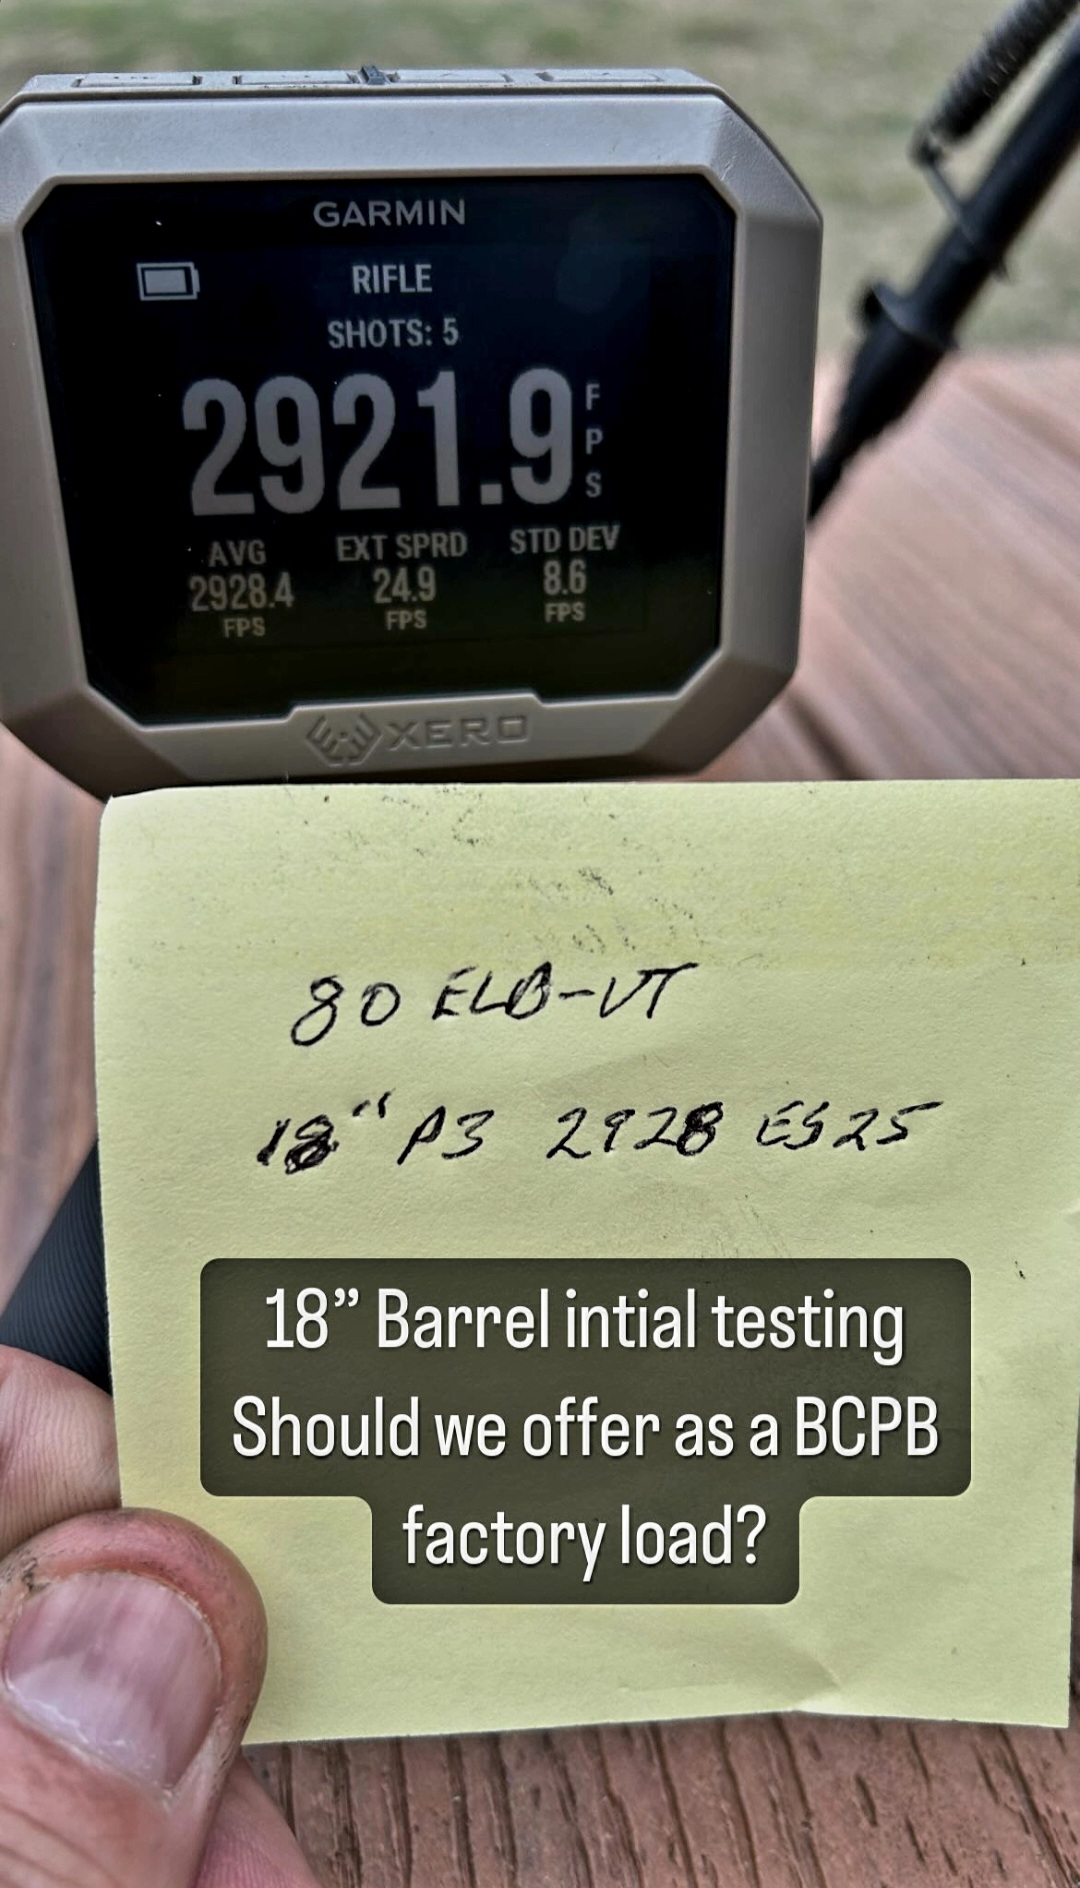 GARMIN
RIFLE
SHOTS: 5
2921.9 FPS
AVG EXT SPRD STD DEV
2928.4 24.9 8.6
FPS FPS FPS
XERO
80 ELD-VT
18" P3 2928 ES 25
18” Barrel intial testing
Should we offer as a BCPB
factory load?